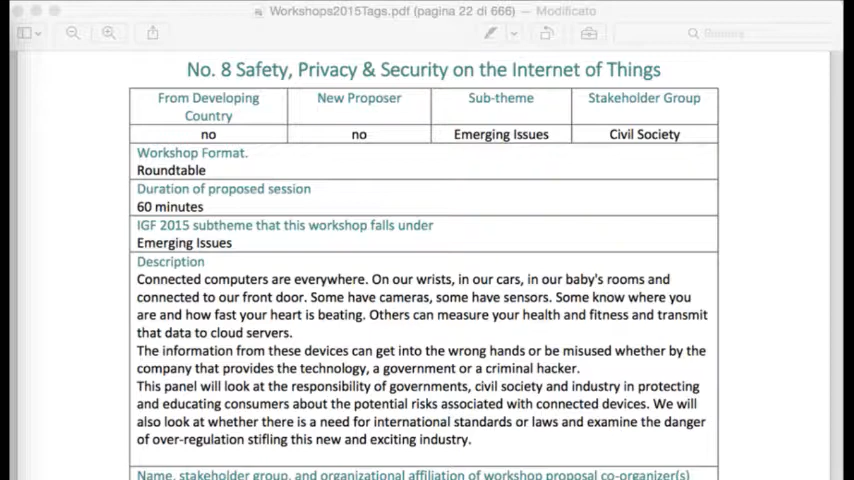 Workshops2015Tags.pdf (pagina 22 di 666) — Modificato
No. 8 Safety, Privacy & Security on the Internet of Things
From Developing Country
New Proposer
Sub-theme
Stakeholder Group
no
no
Emerging Issues
Civil Society
Workshop Format.
Roundtable
Duration of proposed session
60 minutes
IGF 2015 subtheme that this workshop falls under
Emerging Issues
Description
Connected computers are everywhere. On our wrists, in our cars, in our baby's rooms and
connected to our front door. Some have cameras, some have sensors. Some know where you
are and how fast your heart is beating. Others can measure your health and fitness and transmit
that data to cloud servers.
The information from these devices can get into the wrong hands or be misused whether by the
company that provides the technology, a government or a criminal hacker.
This panel will look at the responsibility of governments, civil society and industry in protecting
and educating consumers about the potential risks associated with connected devices. We will
also look at whether there is a need for international standards or laws and examine the danger
of over-regulation stifling this new and exciting industry.
Name, stakeholder group, and organizational affiliation of workshop proposal co-organizer(s)